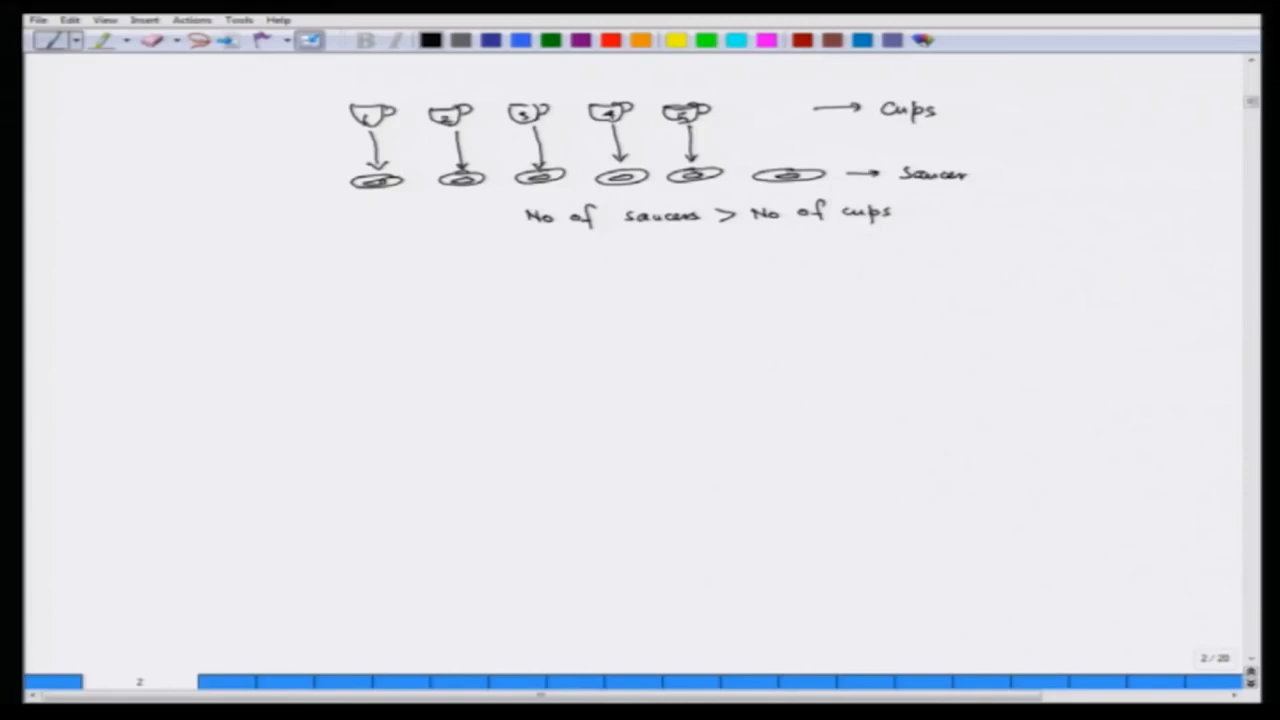 File Edit View Insert Actions Tools Help
B I
1 2 3 4 5 → Cups
→ Saucer
No of saucers > No of cups
2/20
2